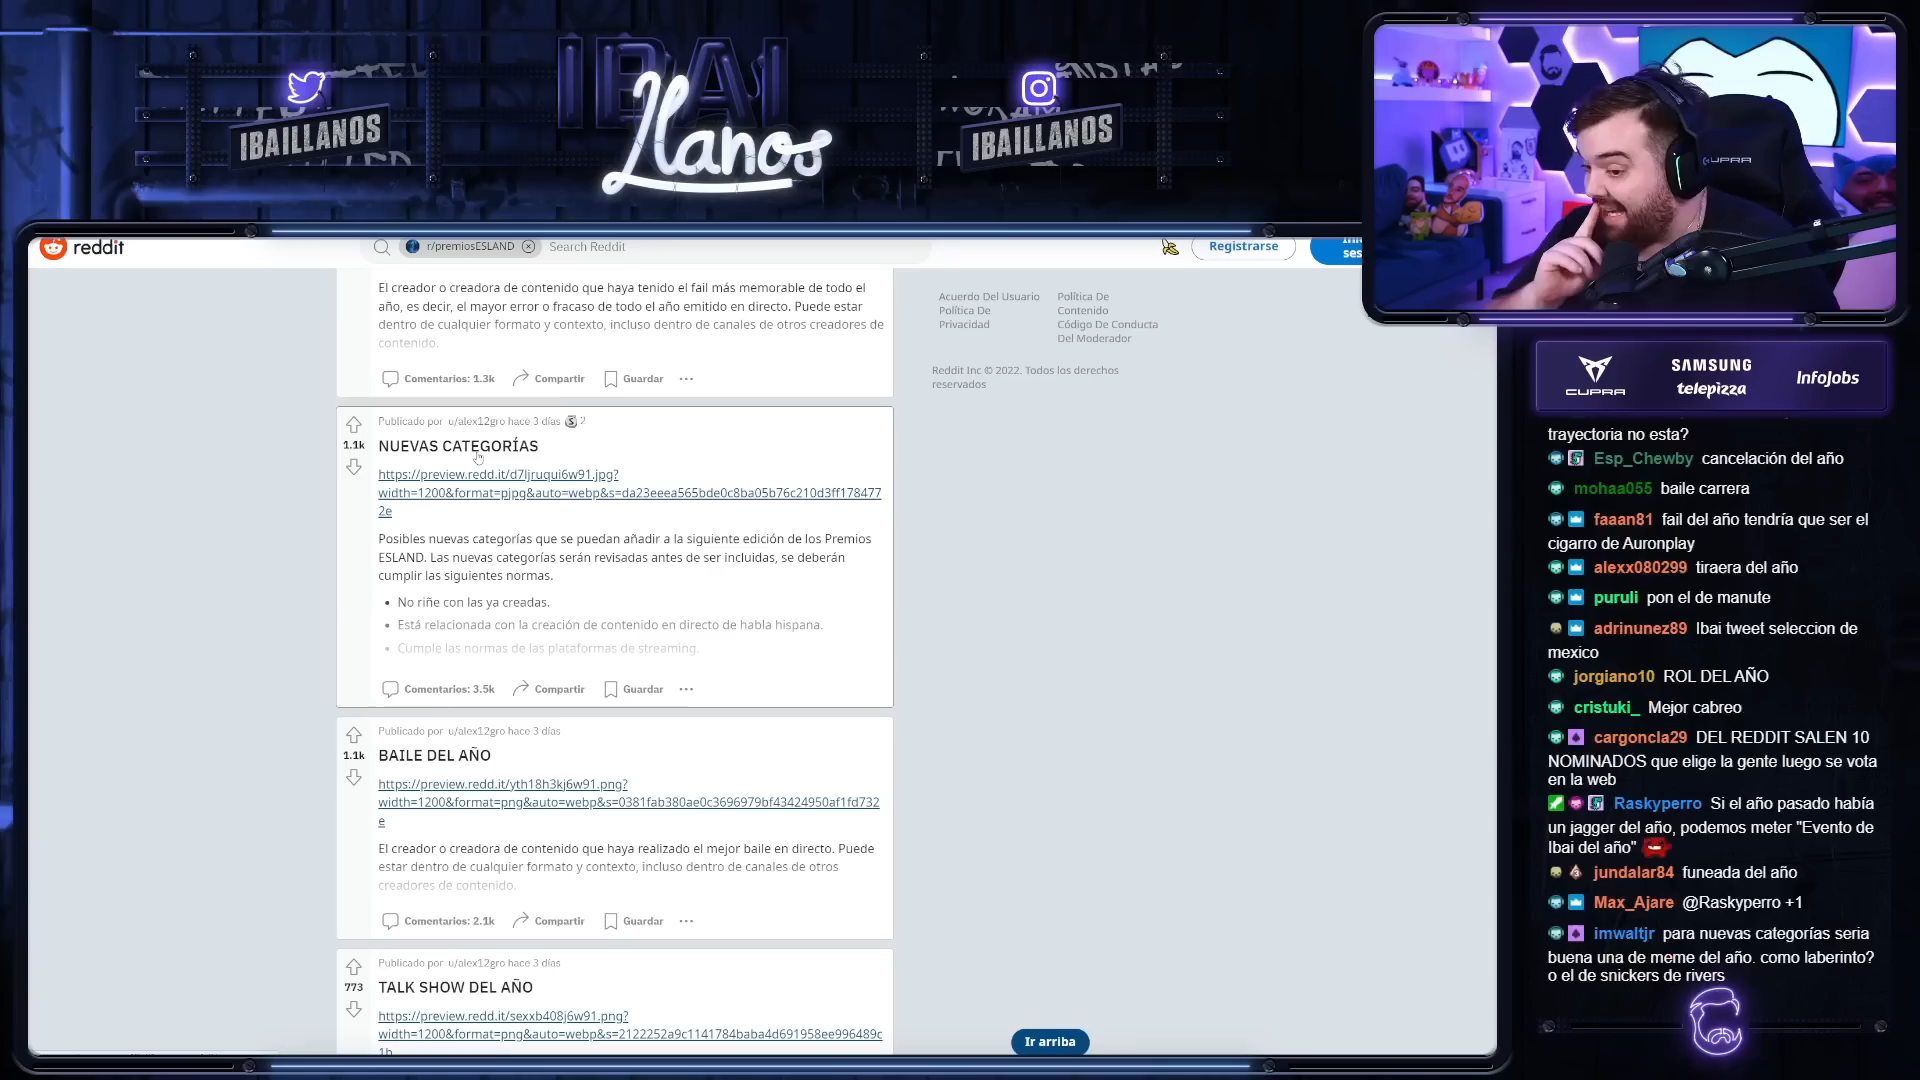 IBAI
Llanos
IBAILLANOS
IBAILLANOS
CUPRA
reddit
r/premiosESLAND
Search Reddit
Registrarse
El creador o creadora de contenido que haya tenido el fail más memorable de todo el
año, es decir, el mayor error o fracaso de todo el año emitido en directo. Puede estar
dentro de cualquier formato y contexto, incluso dentro de canales de otros creadores de
contenido.
Comentarios: 1.3k Compartir Guardar ...
Publicado por u/alex12gro hace 3 días 2
1.1k
NUEVAS CATEGORÍAS
https://preview.redd.it/d7ljruqui6w91.jpg?
width=1200&format=pjpg&auto=webp&s=da23eeea565bde0c8ba05b76c210d3ff178477
2e
Posibles nuevas categorías que se puedan añadir a la siguiente edición de los Premios
ESLAND. Las nuevas categorías serán revisadas antes de ser incluidas, se deberán
cumplir las siguientes normas.
• No riñe con las ya creadas.
• Está relacionada con la creación de contenido en directo de habla hispana.
• Cumple las normas de las plataformas de streaming.
Comentarios: 3.5k Compartir Guardar ...
Publicado por u/alex12gro hace 3 días
1.1k
BAILE DEL AÑO
https://preview.redd.it/yth18h3kj6w91.png?
width=1200&format=png&auto=webp&s=0381fab380ae0c3696979bf43424950af1fd732
e
El creador o creadora de contenido que haya realizado el mejor baile en directo. Puede
estar dentro de cualquier formato y contexto, incluso dentro de canales de otros
creadores de contenido.
Comentarios: 2.1k Compartir Guardar ...
Publicado por u/alex12gro hace 3 días
773
TALK SHOW DEL AÑO
https://preview.redd.it/sexxb408j6w91.png?
width=1200&format=png&auto=webp&s=2122252a9c1141784baba4d691958ee996489c
1b
Acuerdo Del Usuario
Política De
Privacidad
Política De
Contenido
Código De Conducta
Del Moderador
Reddit Inc © 2022. Todos los derechos
reservados
Ir arriba
CUPRA
SAMSUNG
telepizza
InfoJobs
trayectoria no esta?
Esp_Chewby cancelación del año
mohaa055 baile carrera
faaan81 fail del año tendría que ser el
cigarro de Auronplay
alexx080299 tiraera del año
puruli pon el de manute
adrinunez89 Ibai tweet seleccion de
mexico
jorgiano10 ROL DEL AÑO
cristuki_ Mejor cabreo
cargoncla29 DEL REDDIT SALEN 10
NOMINADOS que elige la gente luego se vota
en la web
Raskyperro Si el año pasado había
un jagger del año, podemos meter "Evento de
Ibai del año"
jundalar84 funeada del año
Max_Ajare @Raskyperro +1
imwaltjr para nuevas categorías seria
buena una de meme del año. como laberinto?
o el de snickers de rivers